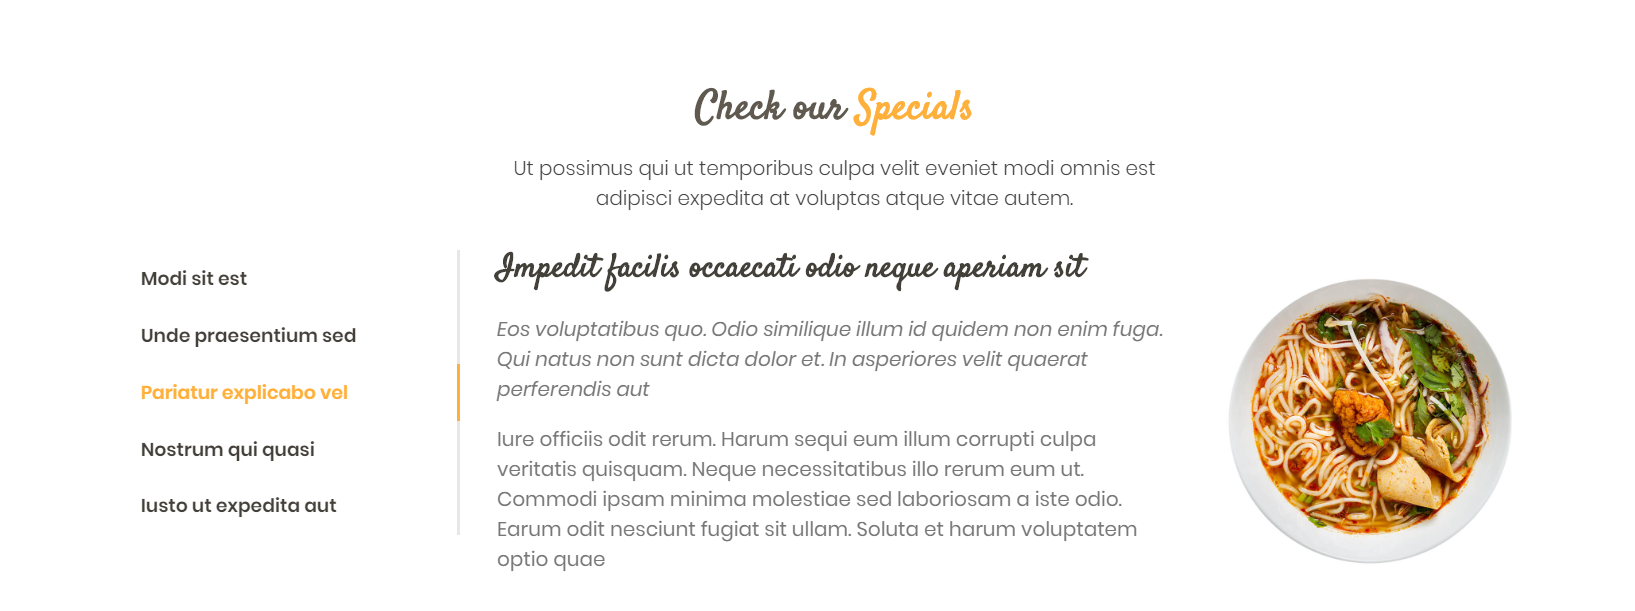 Check our Specials
Ut possimus qui ut temporibus culpa velit eveniet modi omnis est
adipisci expedita at voluptas atque vitae autem.
Modi sit est
Unde praesentium sed
Pariatur explicabo vel
Nostrum qui quasi
Iusto ut expedita aut
Impedit facilis occaecati odio neque aperiam sit
Eos voluptatibus quo. Odio similique illum id quidem non enim fuga.
Qui natus non sunt dicta dolor et. In asperiores velit quaerat
perferendis aut
Iure officiis odit rerum. Harum sequi eum illum corrupti culpa
veritatis quisquam. Neque necessitatibus illo rerum eum ut.
Commodi ipsam minima molestiae sed laboriosam a iste odio.
Earum odit nesciunt fugiat sit ullam. Soluta et harum voluptatem
optio quae